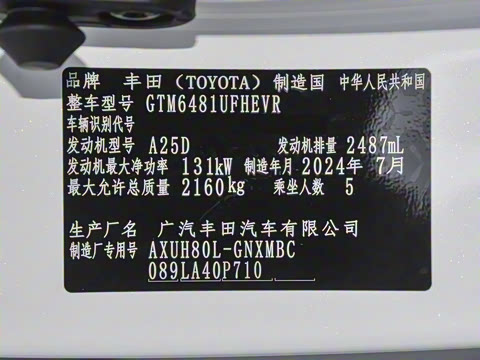 品牌 丰田（TOYOTA）制造国 中华人民共和国
整车型号 GTM6481UFHEVR
车辆识别代号
发动机型号 A25D 发动机排量 2487mL
发动机最大净功率 131kW 制造年月 2024年 7月
最大允许总质量 2160kg 乘坐人数 5
生产厂名 广汽丰田汽车有限公司
制造厂专用号 AXUH80L-GNXMBC
089LA40P710